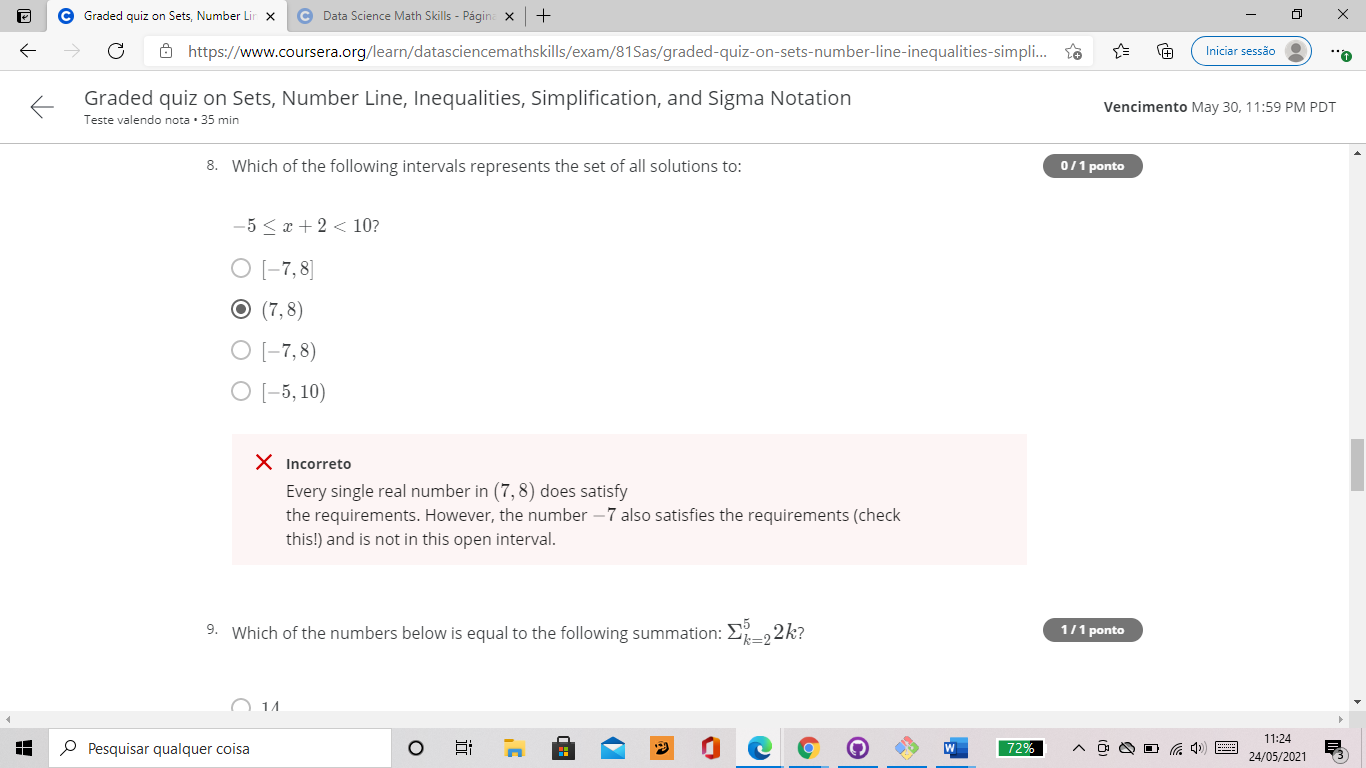 Graded quiz on Sets, Number Lin
Data Science Math Skills - Págin
https://www.coursera.org/learn/datasciencemathskills/exam/81Sas/graded-quiz-on-sets-number-line-inequalities-simpli...
Iniciar sessão
Graded quiz on Sets, Number Line, Inequalities, Simplification, and Sigma Notation
Teste valendo nota • 35 min
Vencimento May 30, 11:59 PM PDT
8. Which of the following intervals represents the set of all solutions to:
0 / 1 ponto
−5 ≤ x + 2 < 10?
[−7, 8]
(7, 8)
[−7, 8)
[−5, 10)
Incorreto
Every single real number in (7, 8) does satisfy
the requirements. However, the number −7 also satisfies the requirements (check
this!) and is not in this open interval.
9. Which of the numbers below is equal to the following summation: Σ⁵ₖ₌₂ 2k?
1 / 1 ponto
14
Pesquisar qualquer coisa
72%
11:24
24/05/2021
3